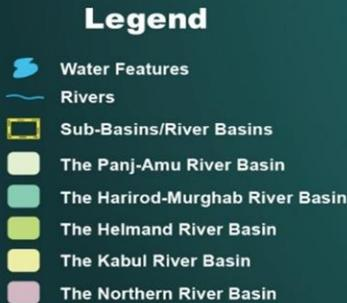 Legend
Water Features
Rivers
Sub-Basins/River Basins
The Panj-Amu River Basin
The Harirod-Murghab River Basin
The Helmand River Basin
The Kabul River Basin
The Northern River Basin